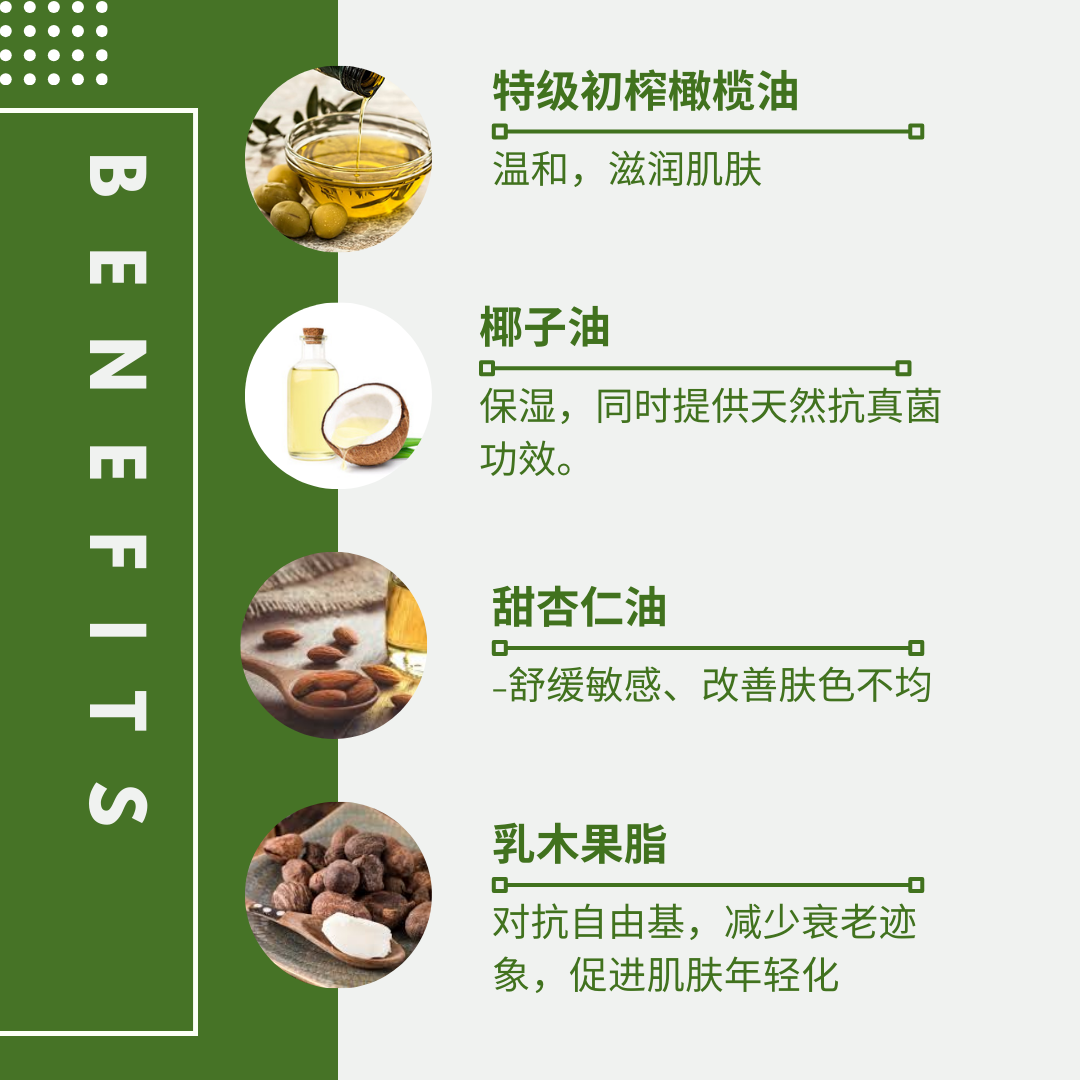 BENEFITS
特级初榨橄榄油
温和，滋润肌肤
椰子油
保湿，同时提供天然抗真菌
功效。
甜杏仁油
-舒缓敏感、改善肤色不均
乳木果脂
对抗自由基，减少衰老迹
象，促进肌肤年轻化